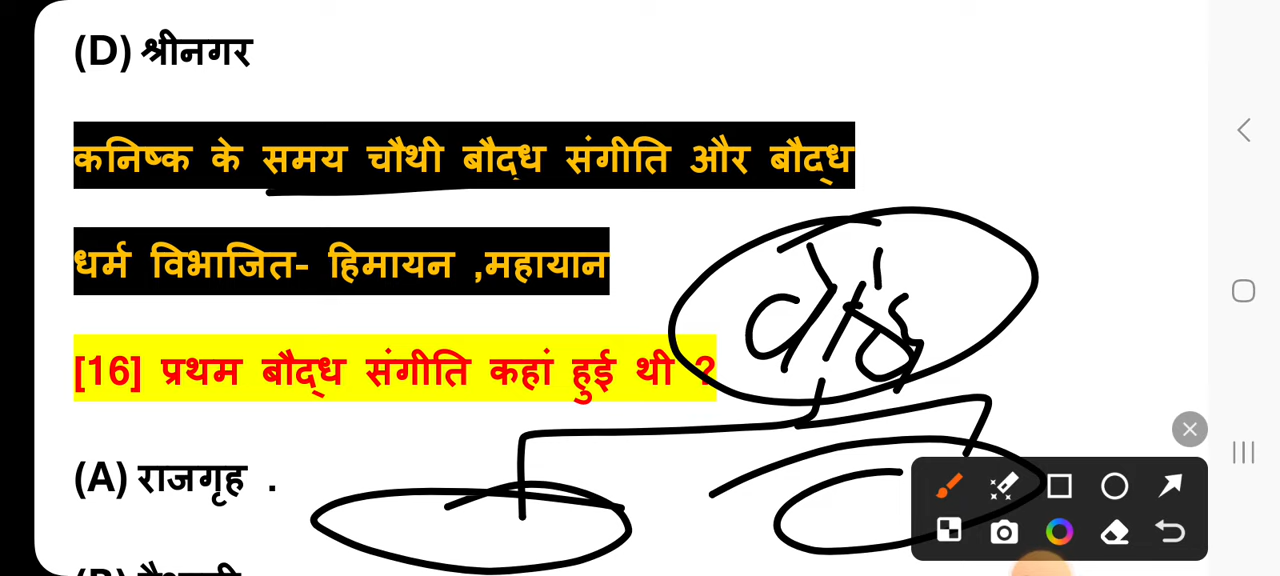 (D) श्रीनगर
कनिष्क के समय चौथी बौद्ध संगीति और बौद्ध
धर्म विभाजित- हिमायन ,महायान
[16] प्रथम बौद्ध संगीति कहां हुई थी ?
(A) राजगृह .